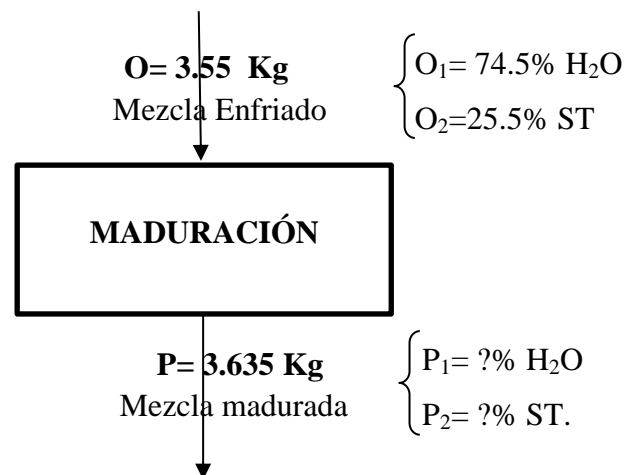 O= 3.55 Kg
Mezcla Enfriado
O₁= 74.5% H₂O
O₂=25.5% ST
MADURACIÓN
P= 3.635 Kg
Mezcla madurada
P₁= ?% H₂O
P₂= ?% ST.